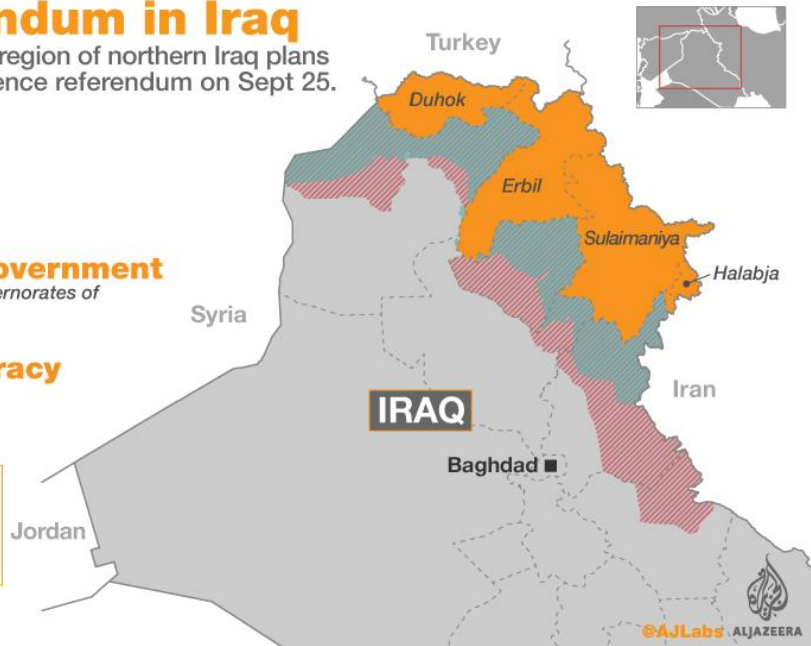 ndum in Iraq
region of northern Iraq plans
ence referendum on Sept 25.
Turkey
Duhok
Erbil
Sulaimaniya
Halabja
overnment
ernorates of
Syria
racy
Iran
IRAQ
Baghdad
Jordan
@AJLabs ALJAZEERA